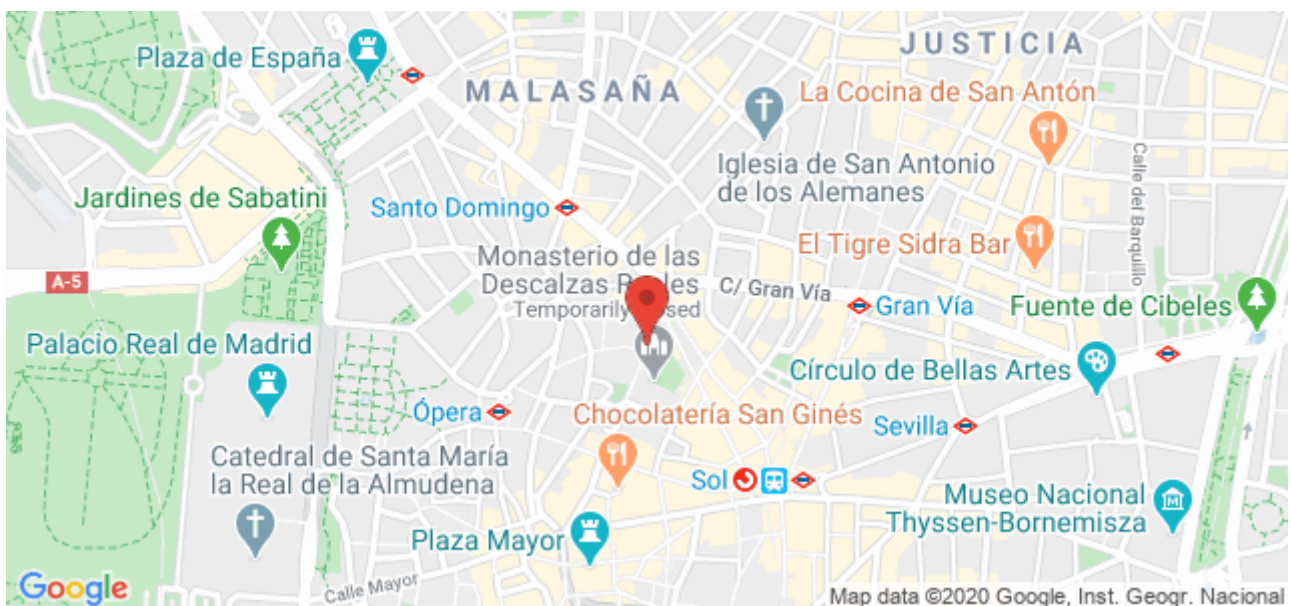 JUSTICIA
Plaza de España
MALASAÑA
La Cocina de San Antón
Iglesia de San Antonio
de los Alemanes
Calle del Barquillo
Jardines de Sabatini
Santo Domingo
El Tigre Sidra Bar
Monasterio de las
Descalzas
A-5
C/ Gran Vía
Temporarily
Gran Vía
Fuente de Cibeles
Palacio Real de Madrid
Círculo de Bellas Artes
Ópera
Chocolatería San Ginés
Sevilla
Catedral de Santa María
la Real de la Almudena
Sol
Museo Nacional
Thyssen-Bornemisza
M
Plaza Mayor
Calle Mayor
Google
Map data ©2020 Google, Inst. Geogr. Nacional